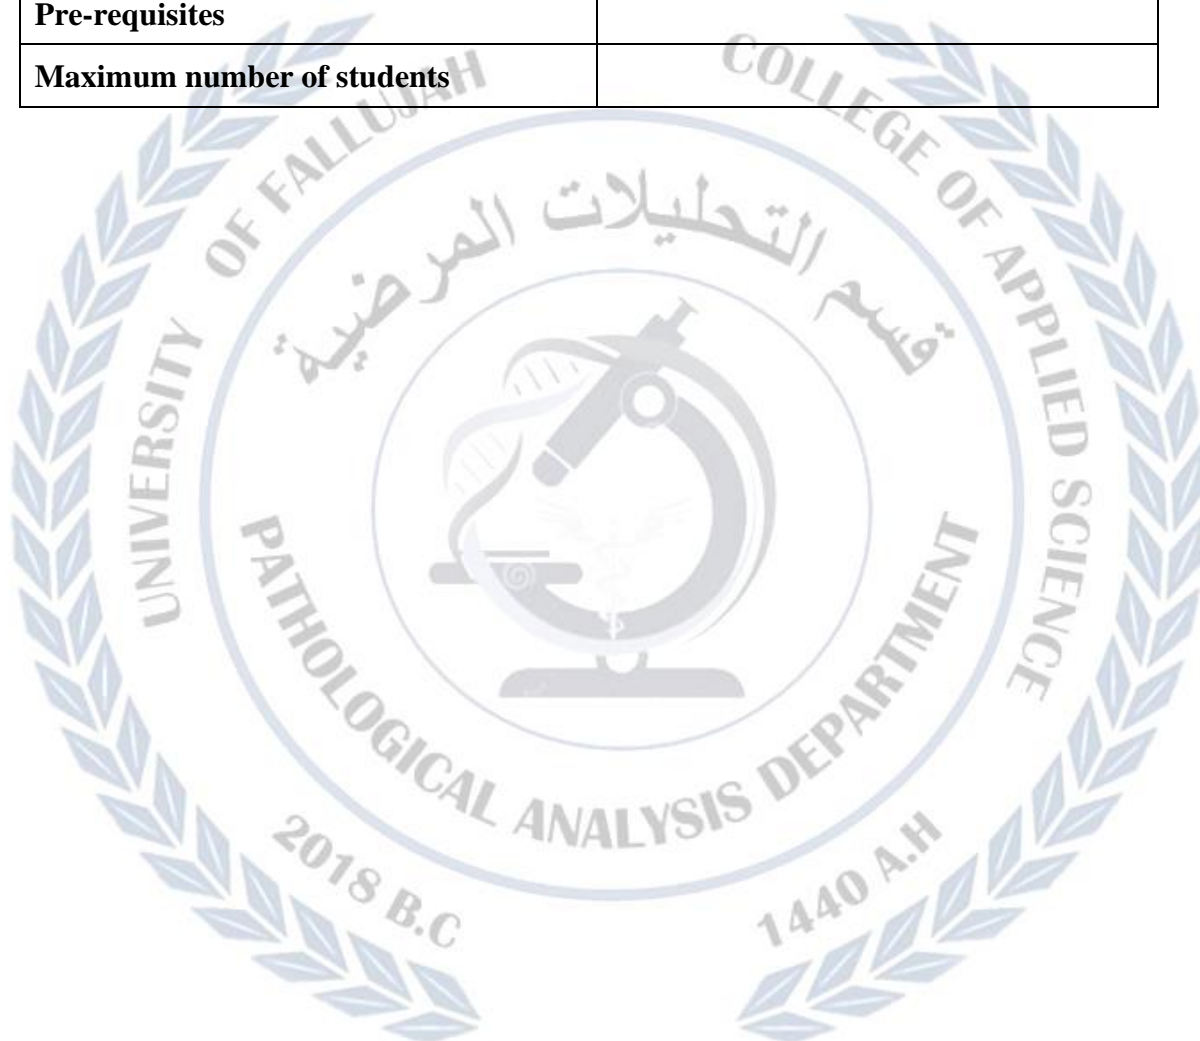 Pre-requisites
Maximum number of students
UNIVERSITY OF FALLUJAH
COLLEGE OF APPLIED SCIENCE
قسم التحليلات المرضية
PATHOLOGICAL ANALYSIS DEPARTMENT
2018 B.C
1440 A.H